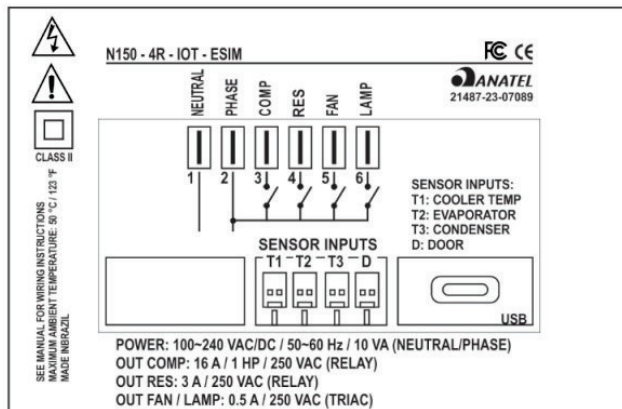 N150 - 4R - IOT - ESIM
FC CE
ANATEL
21487-23-07089
NEUTRAL
PHASE
COMP
RES
FAN
LAMP
1 2 3 4 5 6
CLASS II
SEE MANUAL FOR WIRING INSTRUCTIONS
MAXIMUM AMBIENT TEMPERATURE: 50 °C / 123 °F
MADE INBRAZIL
SENSOR INPUTS:
T1: COOLER TEMP
T2: EVAPORATOR
T3: CONDENSER
D: DOOR
SENSOR INPUTS
T1 T2 T3 D
USB
POWER: 100~240 VAC/DC / 50~60 Hz / 10 VA (NEUTRAL/PHASE)
OUT COMP: 16 A / 1 HP / 250 VAC (RELAY)
OUT RES: 3 A / 250 VAC (RELAY)
OUT FAN / LAMP: 0.5 A / 250 VAC (TRIAC)